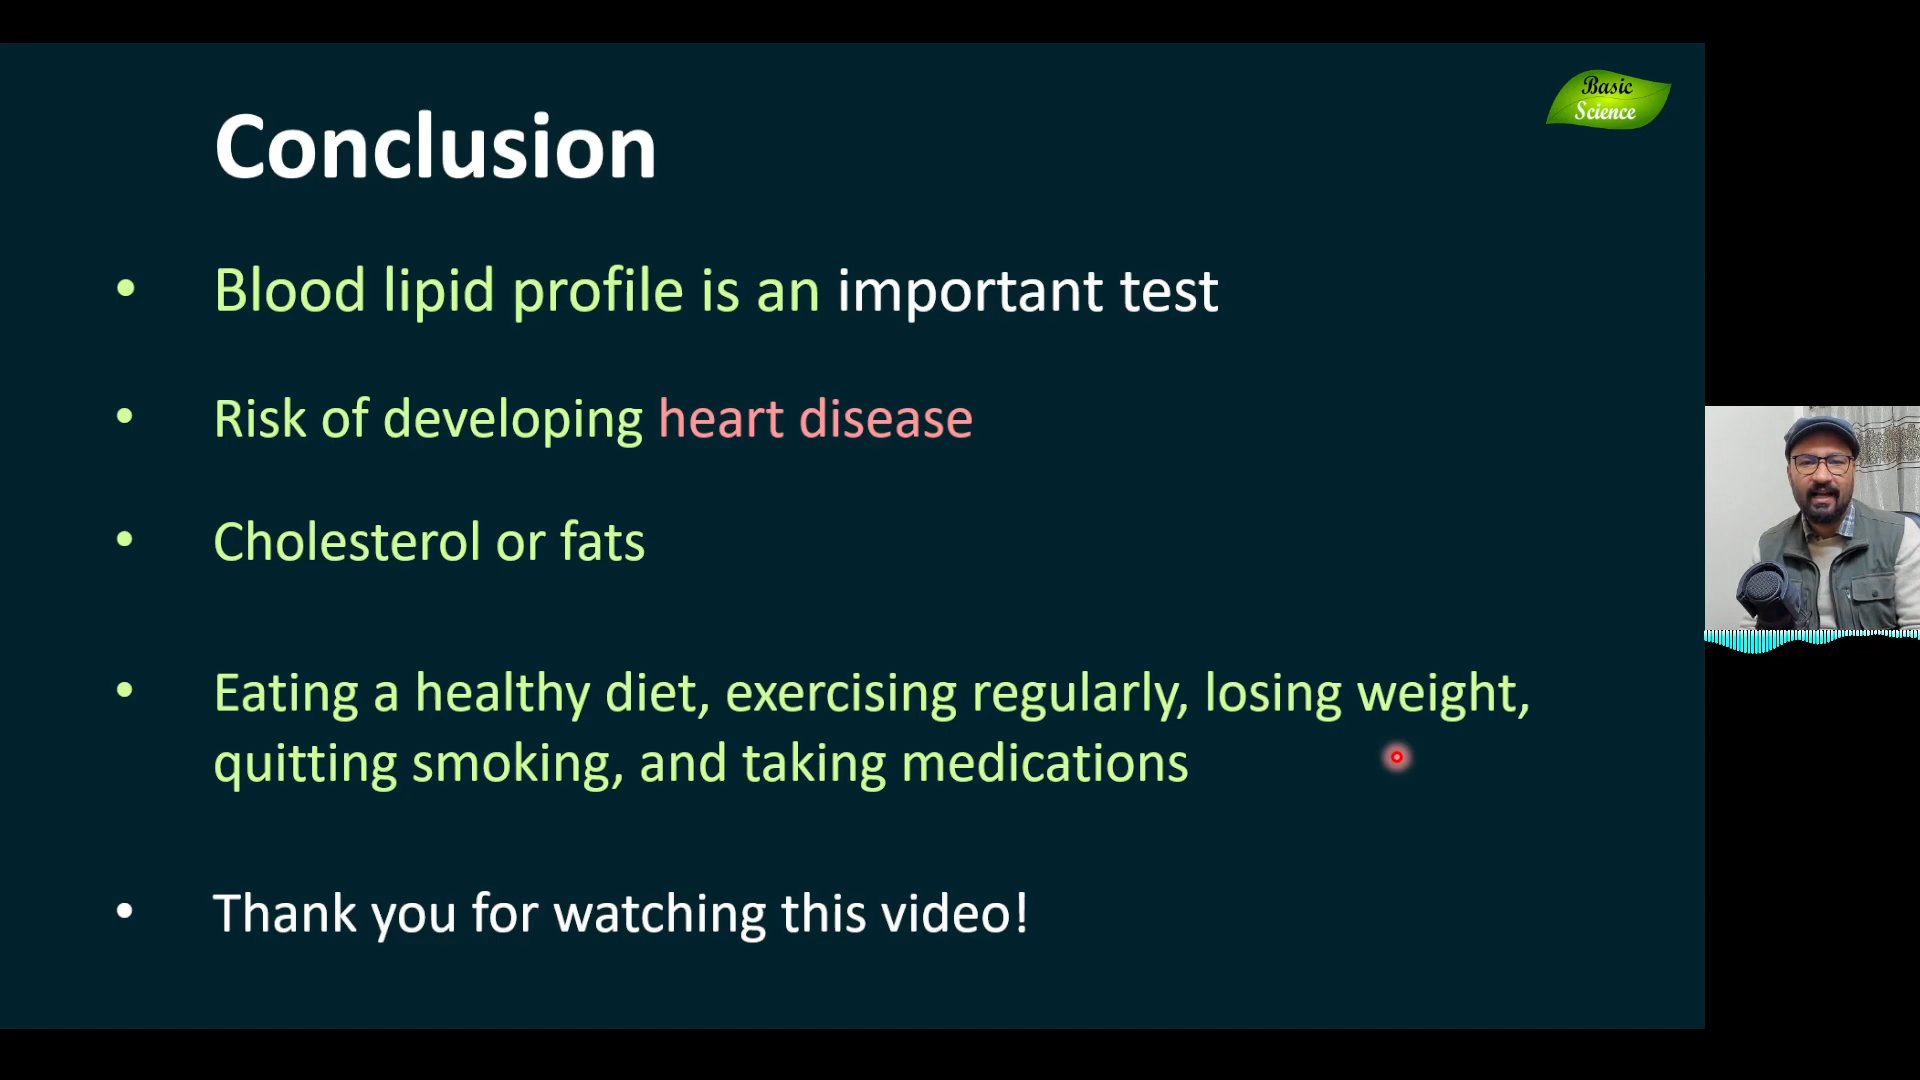 Basic
Science
Conclusion
• Blood lipid profile is an important test
• Risk of developing heart disease
• Cholesterol or fats
• Eating a healthy diet, exercising regularly, losing weight,
quitting smoking, and taking medications
• Thank you for watching this video!